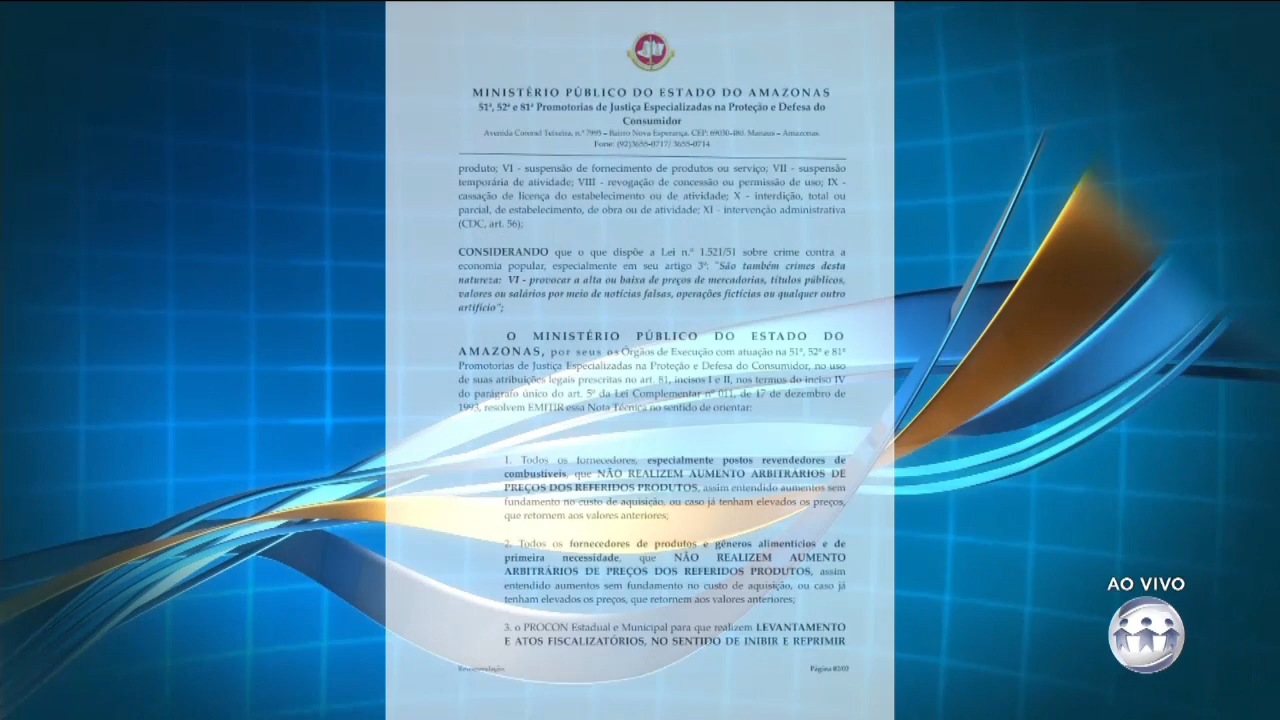 MINISTÉRIO PÚBLICO DO ESTADO DO AMAZONAS
51ª, 52ª e 81ª Promotorias de Justiça Especializadas na Proteção e Defesa do
Consumidor
Avenida Coronel Teixeira, n.º 7995 – Bairro Nova Esperança. CEP: 69030-480. Manaus – Amazonas.
Fone: (92)3655-0717/ 3655-0714
produto; VI - suspensão de fornecimento de produtos ou serviço; VII - suspensão
temporária de atividade; VIII - revogação de concessão ou permissão de uso; IX -
cassação de licença do estabelecimento ou de atividade; X - interdição, total ou
parcial, de estabelecimento, de obra ou de atividade; XI - intervenção administrativa
(CDC, art. 56);
CONSIDERANDO que o que dispõe a Lei n.º 1.521/51 sobre crime contra a
economia popular, especialmente em seu artigo 3º: "São também crimes desta
natureza: VI - provocar a alta ou baixa de preços de mercadorias, títulos públicos,
valores ou salários por meio de notícias falsas, operações fictícias ou qualquer outro
artifício";
O MINISTÉRIO PÚBLICO DO ESTADO DO
AMAZONAS, por seus os Órgãos de Execução com atuação na 51ª, 52ª e 81ª
Promotorias de Justiça Especializadas na Proteção e Defesa do Consumidor, no uso
de suas atribuições legais prescritas no art. 81, incisos I e II, nos termos do inciso IV
do parágrafo único do art. 5º da Lei Complementar nº 011, de 17 de dezembro de
1993, resolvem EMITIR essa Nota Técnica no sentido de orientar:
1. Todos os fornecedores, especialmente postos revendedores de
combustíveis, que NÃO REALIZEM AUMENTO ARBITRÁRIOS DE
PREÇOS DOS REFERIDOS PRODUTOS, assim entendido aumentos sem
fundamento no custo de aquisição, ou caso já tenham elevados os preços,
que retornem aos valores anteriores;
2. Todos os fornecedores de produtos e gêneros alimentícios e de
primeira necessidade, que NÃO REALIZEM AUMENTO
ARBITRÁRIOS DE PREÇOS DOS REFERIDOS PRODUTOS, assim
entendido aumentos sem fundamento no custo de aquisição, ou caso já
tenham elevados os preços, que retornem aos valores anteriores;
3. o PROCON Estadual e Municipal para que realizem LEVANTAMENTO
E ATOS FISCALIZATÓRIOS, NO SENTIDO DE INIBIR E REPRIMIR
Recomendação
Página 02/03
AO VIVO